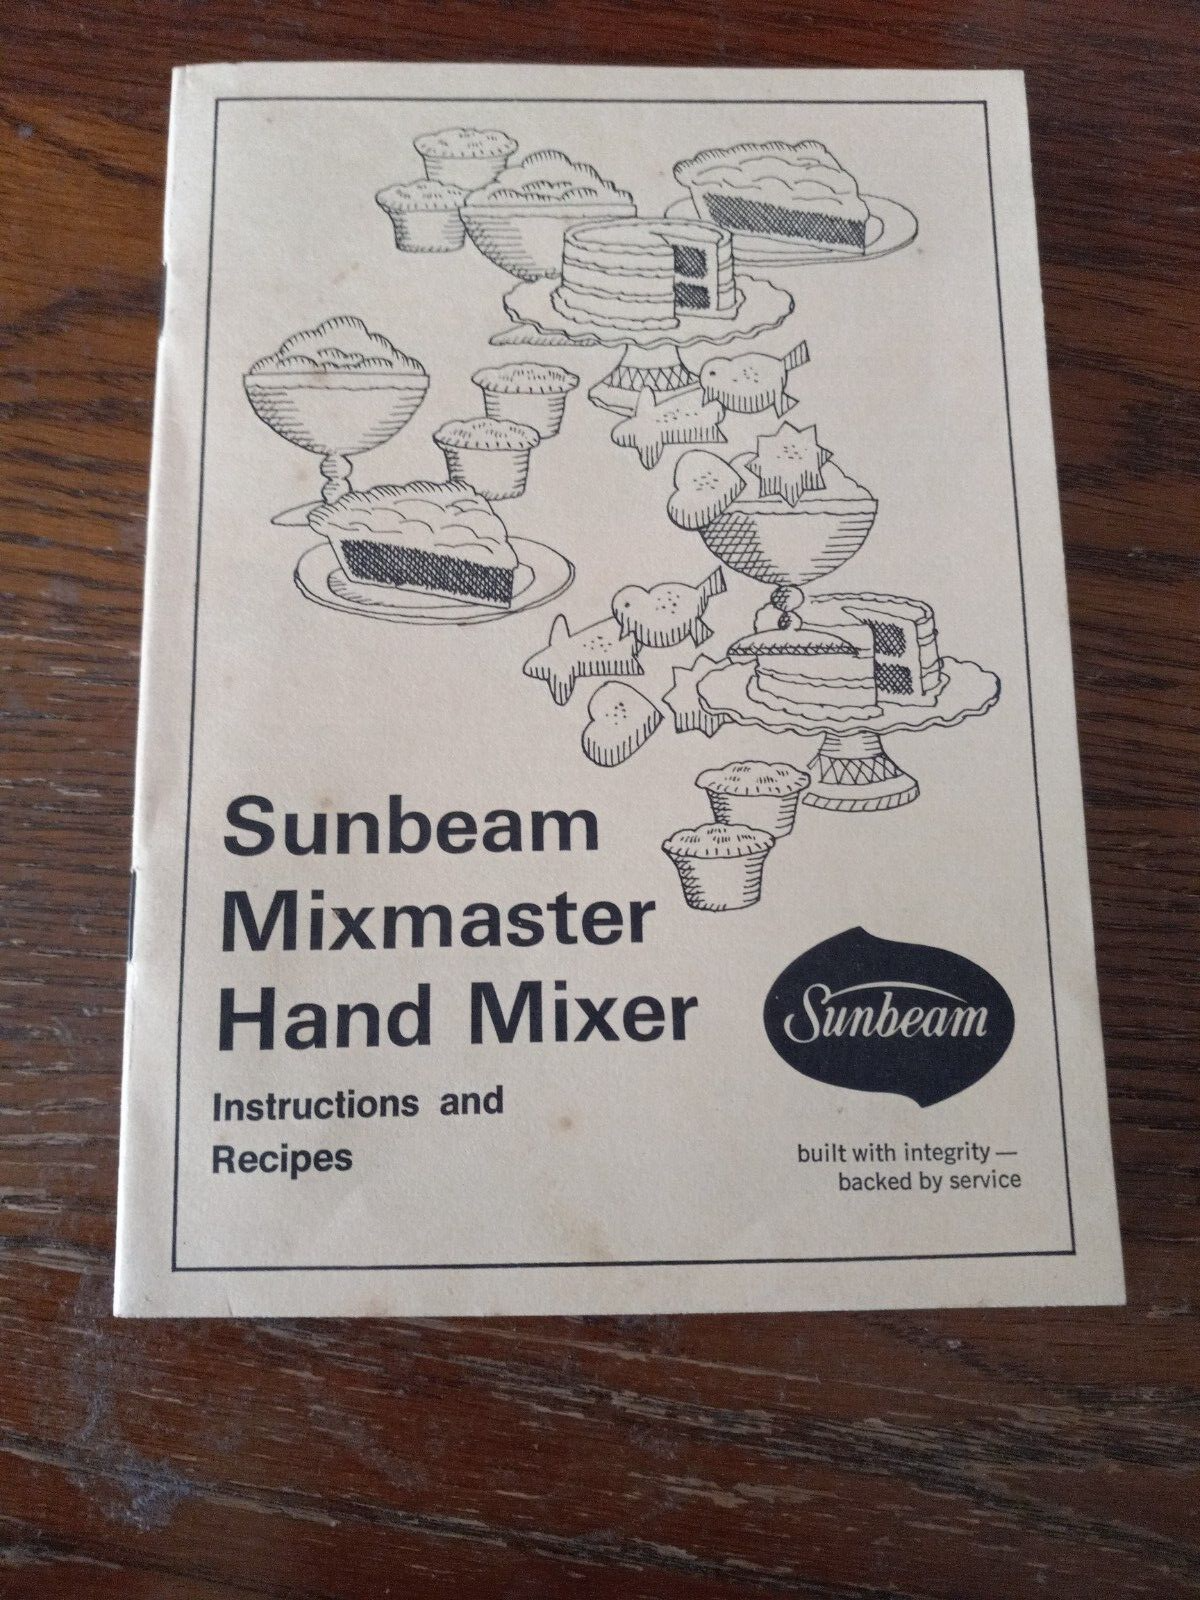 Sunbeam
Mixmaster
Hand Mixer
Instructions and
Recipes
Sunbeam
built with integrity —
backed by service